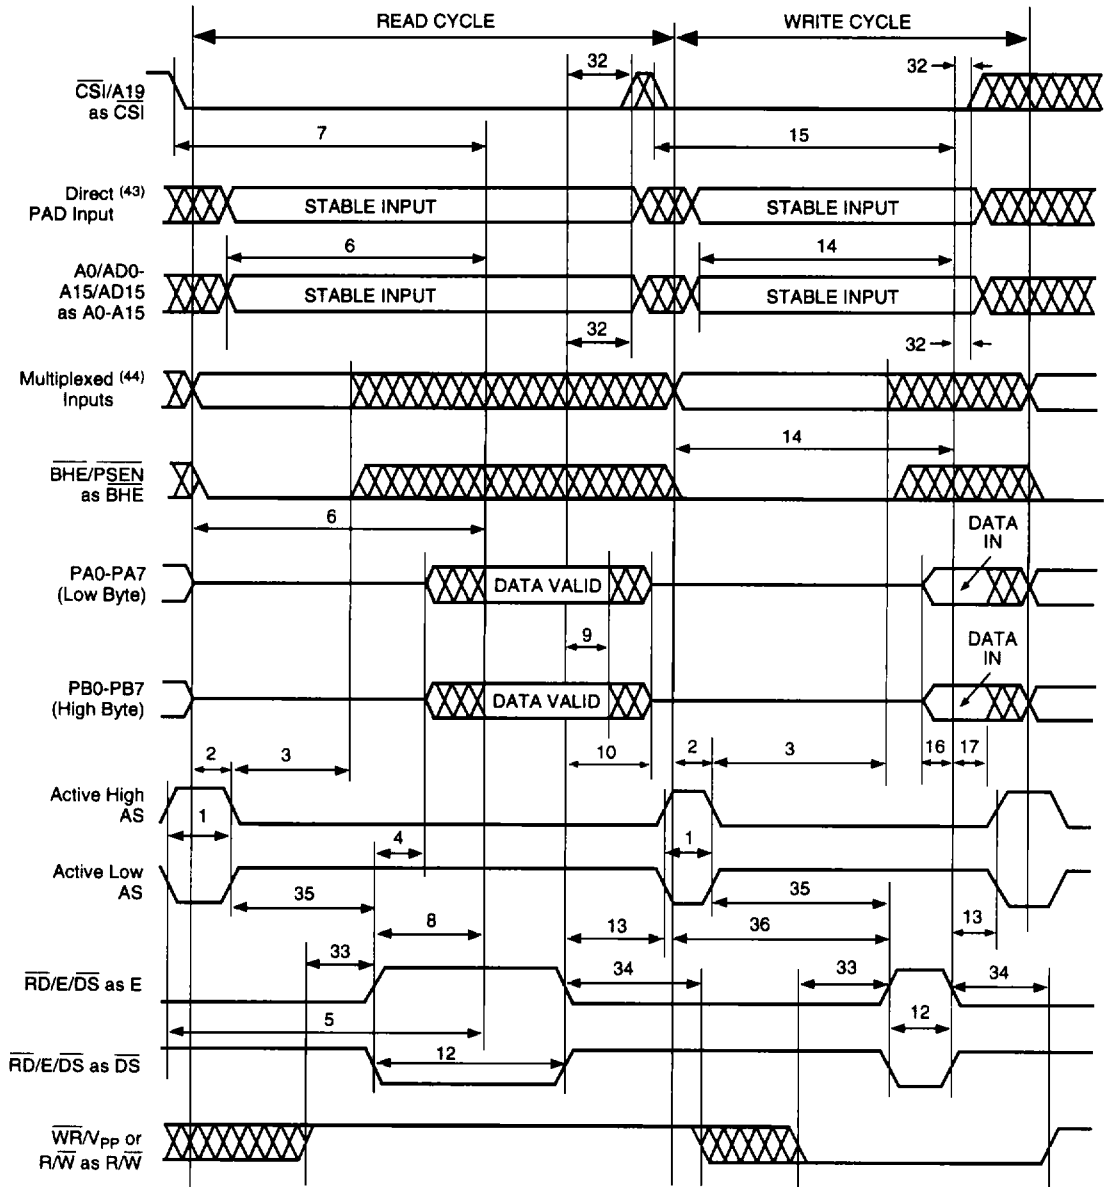 READ CYCLE
WRITE CYCLE
32
32
CSI/A19
as CSI
7
15
Direct (43)
PAD Input
STABLE INPUT
STABLE INPUT
6
14
A0/AD0-
A15/AD15
as A0-A15
STABLE INPUT
STABLE INPUT
32
32
Multiplexed (44)
Inputs
14
BHE/PSEN
as BHE
6
DATA
IN
PA0-PA7
(Low Byte)
DATA VALID
9
DATA
IN
PB0-PB7
(High Byte)
DATA VALID
2
3
10
2
3
16
17
Active High
AS
1
4
1
Active Low
AS
35
35
8
13
36
13
33
34
33
34
RD/E/DS as E
5
12
12
RD/E/DS as DS
WR/VPP or
R/W as R/W